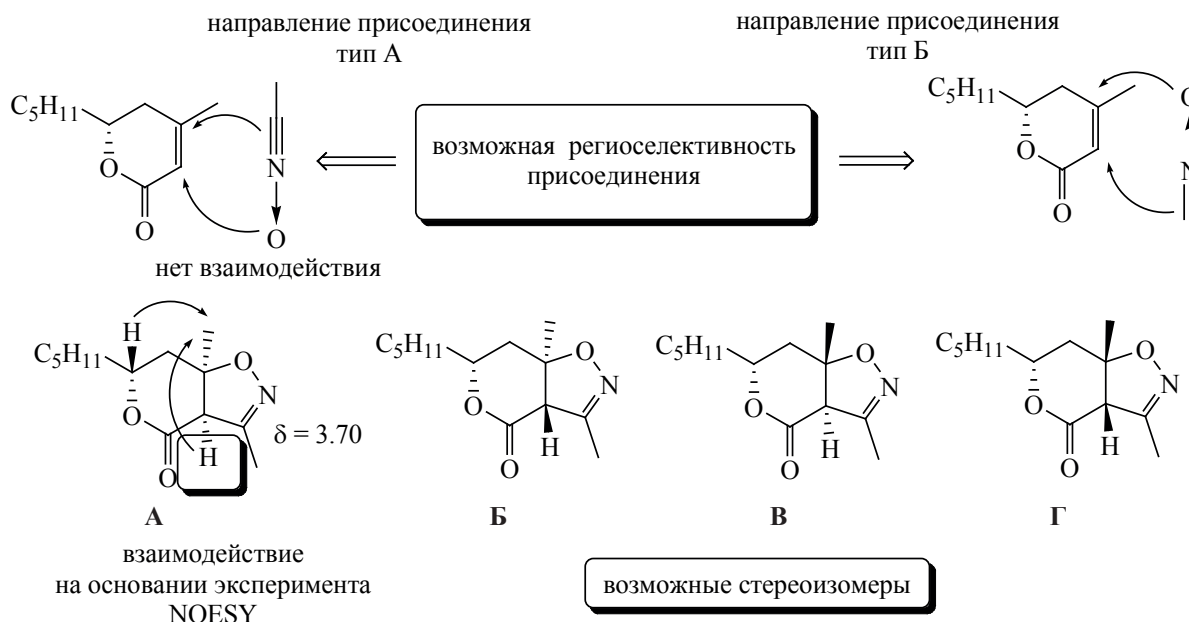 направление присоединения
тип А
направление присоединения
тип Б
C5H11
O
O
N
O
возможная региоселективность
присоединения
C5H11
O
O
N
нет взаимодействия
H
C5H11
O
O
N
O
H
δ = 3.70
А
C5H11
O
N
O
O
H
Б
C5H11
O
N
O
O
H
В
C5H11
O
N
O
O
H
Г
взаимодействие
на основании эксперимента
NOESY
возможные стереоизомеры